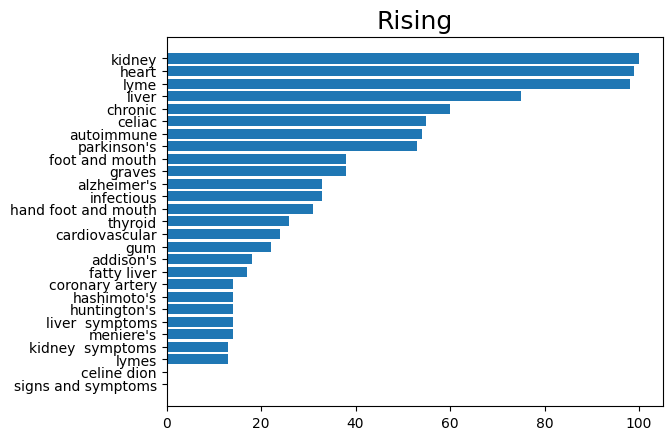 Rising
kidney
heart
lyme
liver
chronic
celiac
autoimmune
parkinson's
foot and mouth
graves
alzheimer's
infectious
hand foot and mouth
thyroid
cardiovascular
gum
addison's
fatty liver
coronary artery
hashimoto's
huntington's
liver  symptoms
meniere's
kidney  symptoms
lymes
celine dion
signs and symptoms
0 20 40 60 80 100